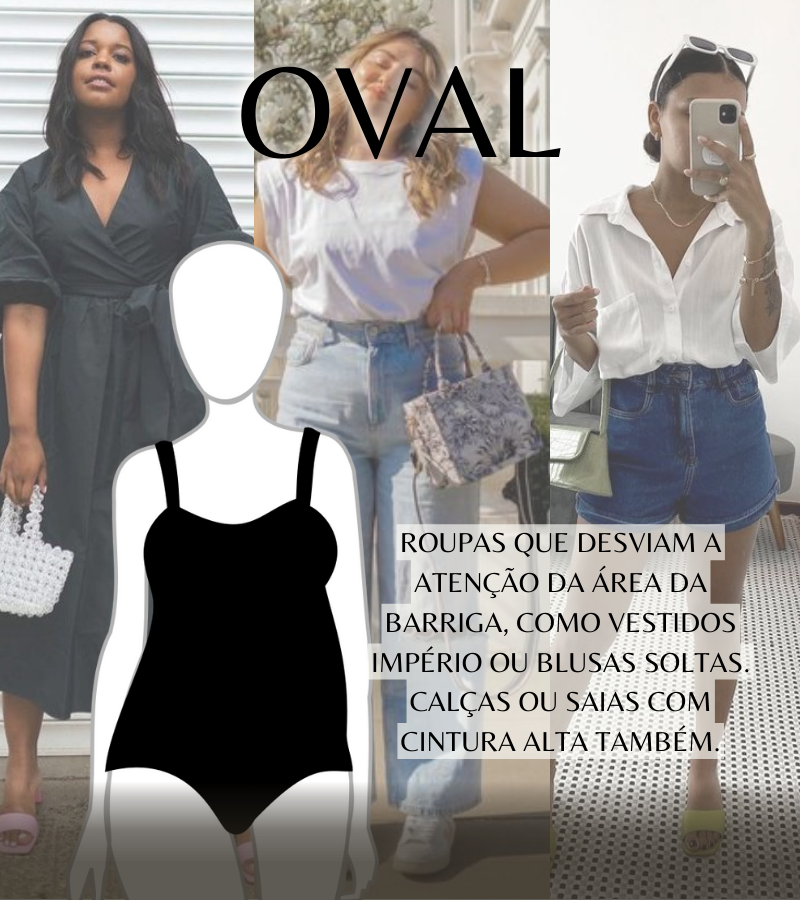 OVAL
ROUPAS QUE DESVIAM A
ATENÇÃO DA ÁREA DA
BARRIGA, COMO VESTIDOS
IMPÉRIO OU BLUSAS SOLTAS.
CALÇAS OU SAIAS COM
CINTURA ALTA TAMBÉM.